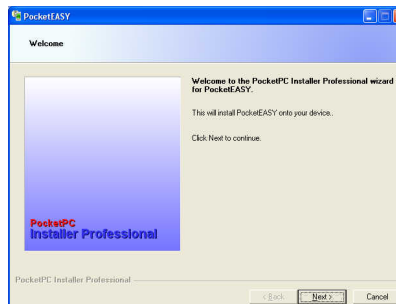 PocketEASY
Welcome
Welcome to the PocketPC Installer Professional wizard
for PocketEASY.
This will install PocketEASY onto your device..
Click Next to continue.
PocketPC
Installer Professional
PocketPC Installer Professional
< Back
Next >
Cancel